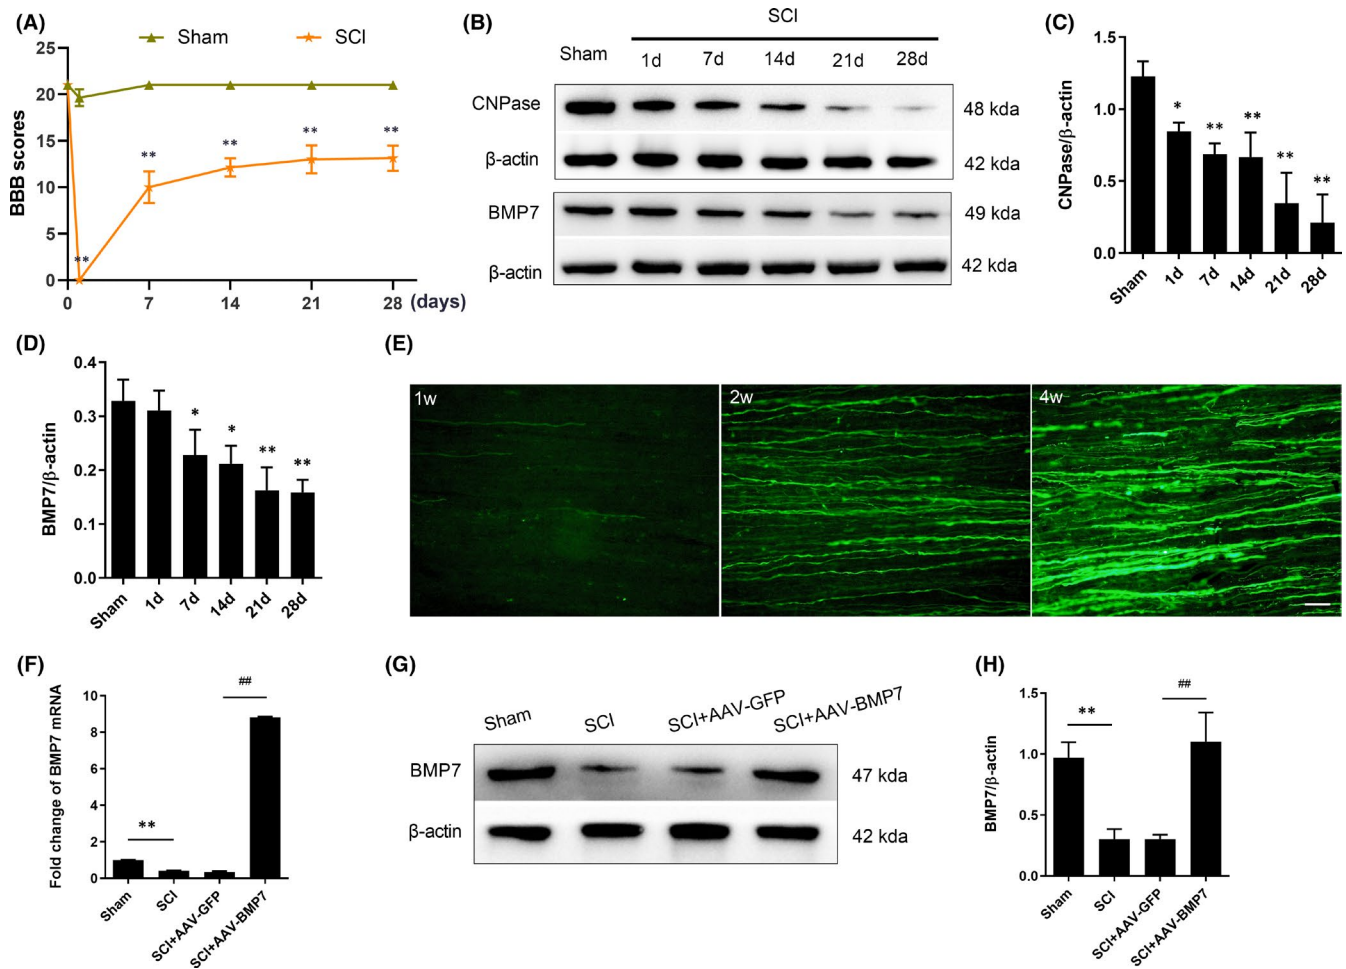 (A)
Sham
SCI
25
20
15
10
5
0
BBB scores
**
**
**
**
**
0 7 14 21 28 (days)
(B)
SCI
Sham 1d 7d 14d 21d 28d
CNPase 48 kda
β-actin 42 kda
BMP7 49 kda
β-actin 42 kda
(C)
1.5
1.0
0.5
0.0
CNPase/β-actin
*
**
**
**
**
Sham 1d 7d 14d 21d 28d
(D)
0.4
0.3
0.2
0.1
0.0
BMP7/β-actin
*
*
**
**
Sham 1d 7d 14d 21d 28d
(E)
1w 2w 4w
(F)
10
8
6
4
2
0
Fold change of BMP7 mRNA
**
##
Sham SCI SCI+AAV-GFP SCI+AAV-BMP7
(G)
Sham SCI SCI+AAV-GFP SCI+AAV-BMP7
BMP7 47 kda
β-actin 42 kda
(H)
1.5
1.0
0.5
0.0
BMP7/β-actin
**
##
Sham SCI SCI+AAV-GFP SCI+AAV-BMP7